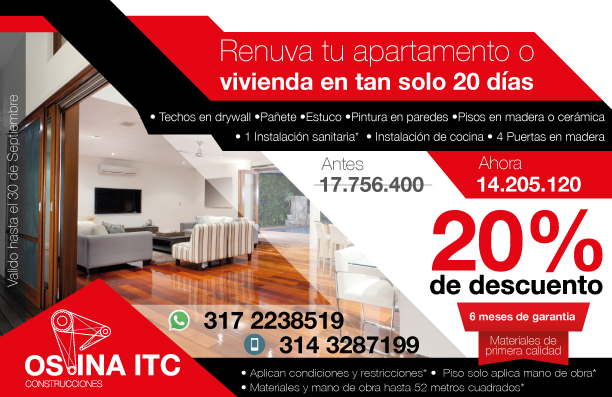 Renuva tu apartamento o
vivienda en tan solo 20 días
• Techos en drywall •Pañete •Estuco •Pintura en paredes •Pisos en madera o cerámica
• 1 Instalación sanitaria* • Instalación de cocina • 4 Puertas en madera
Valido hasta el 30 de Septiembre
Antes
17.756.400
Ahora
14.205.120
20%
de descuento
6 meses de garantia
Materiales de
primera calidad
317 2238519
314 3287199
OSPINA ITC
CONSTRUCCIONES
• Aplican condiciones y restricciones* • Piso solo aplica mano de obra*
• Materiales y mano de obra hasta 52 metros cuadrados*